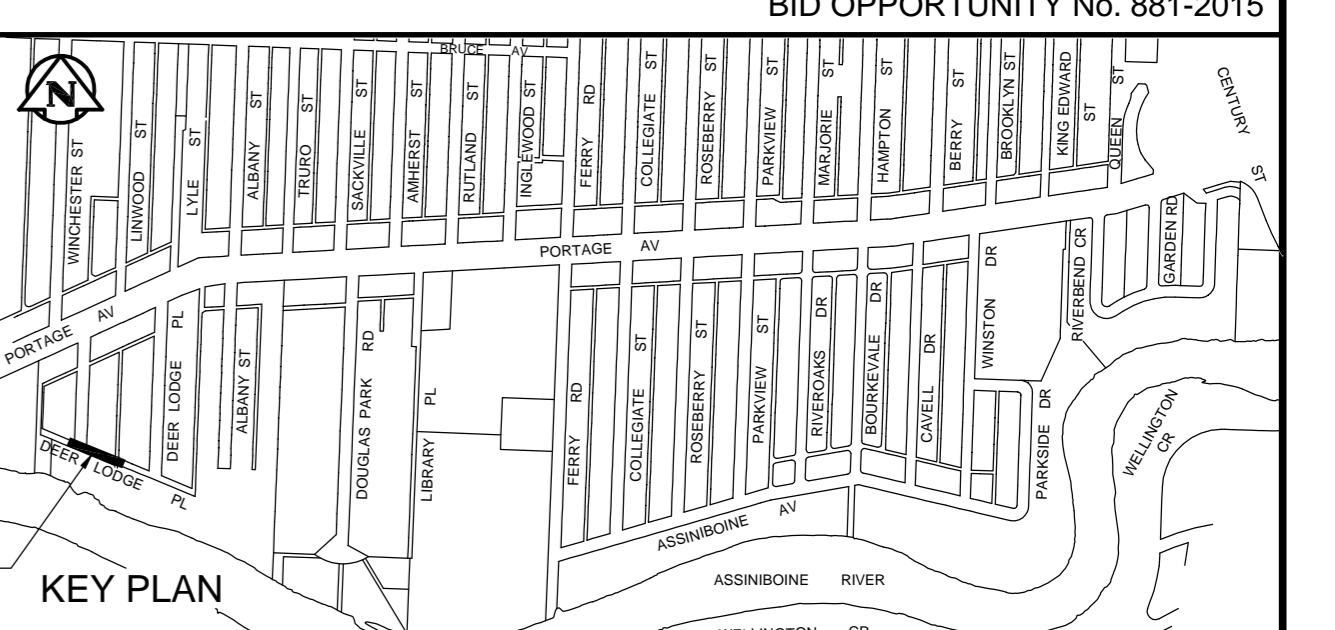 BID OPPORTUNITY No. 881-2015
N
BRUCE AV
WINCHESTER ST
LINWOOD ST
LYLE ST
ALBANY ST
TRURO ST
SACKVILLE ST
AMHERST ST
RUTLAND ST
INGLEWOOD ST
FERRY RD
COLLEGIATE ST
ROSEBERRY ST
PARKVIEW ST
MARJORIE ST
HAMPTON ST
BERRY ST
BROOKLYN ST
KING EDWARD ST
QUEEN ST
CENTURY ST
PORTAGE AV
PORTAGE AV
DEER LODGE PL
ALBANY ST
DOUGLAS PARK RD
LIBRARY PL
FERRY RD
COLLEGIATE ST
ROSEBERRY ST
PARKVIEW ST
RIVEROAKS DR
BOURKEVALE DR
CAVELL DR
WINSTON DR
RIVERBEND CR
GARDEN RD
PARKSIDE DR
WELLINGTON CR
DEER LODGE PL
ASSINIBOINE AV
ASSINIBOINE RIVER
KEY PLAN
WELLINGTON CR